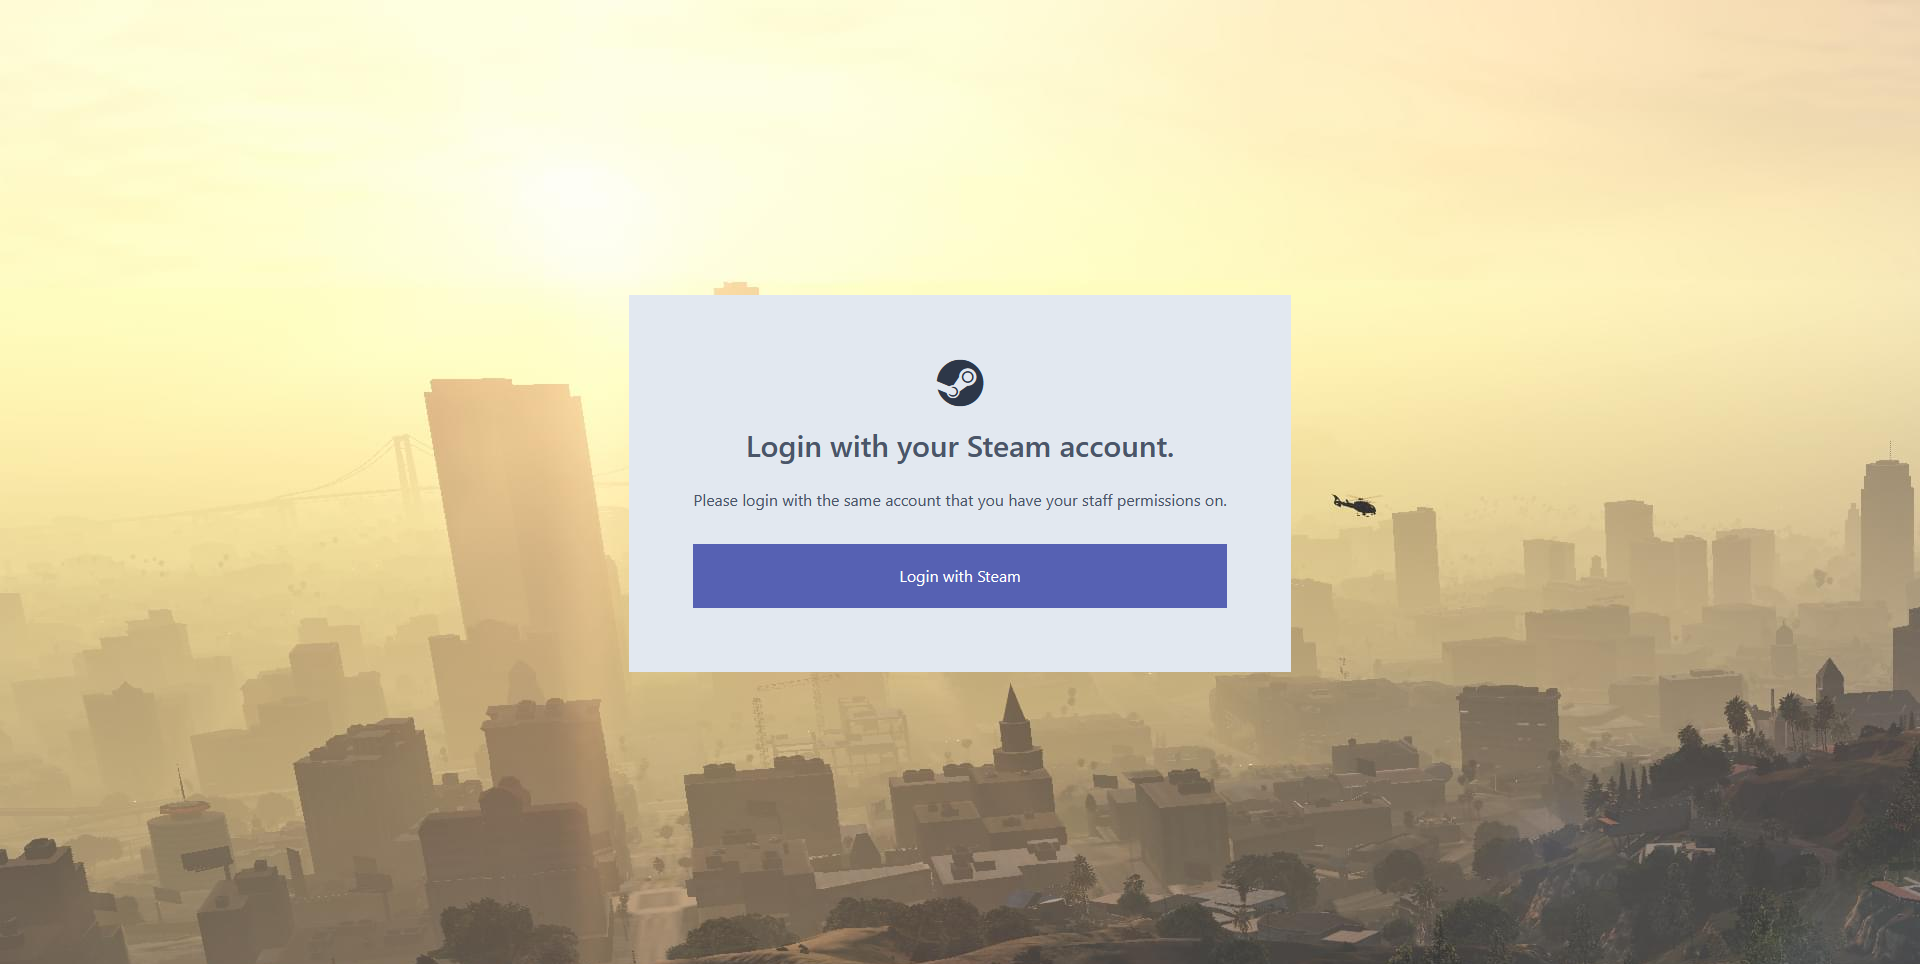 Login with your Steam account.
Please login with the same account that you have your staff permissions on.
Login with Steam